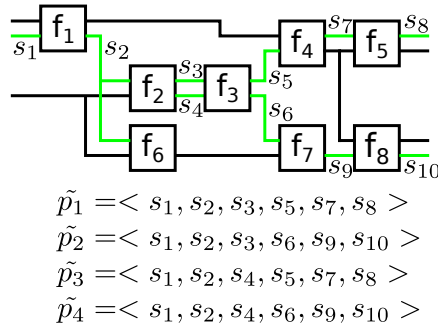 f₁ s₇ s₈
s₁ s₂ f₄ f₅
s₃ s₅
f₂ f₃
s₄ s₆
f₆ f₇ f₈
s₉ s₁₀
p̃₁ =< s₁, s₂, s₃, s₅, s₇, s₈ >
p̃₂ =< s₁, s₂, s₃, s₆, s₉, s₁₀ >
p̃₃ =< s₁, s₂, s₄, s₅, s₇, s₈ >
p̃₄ =< s₁, s₂, s₄, s₆, s₉, s₁₀ >